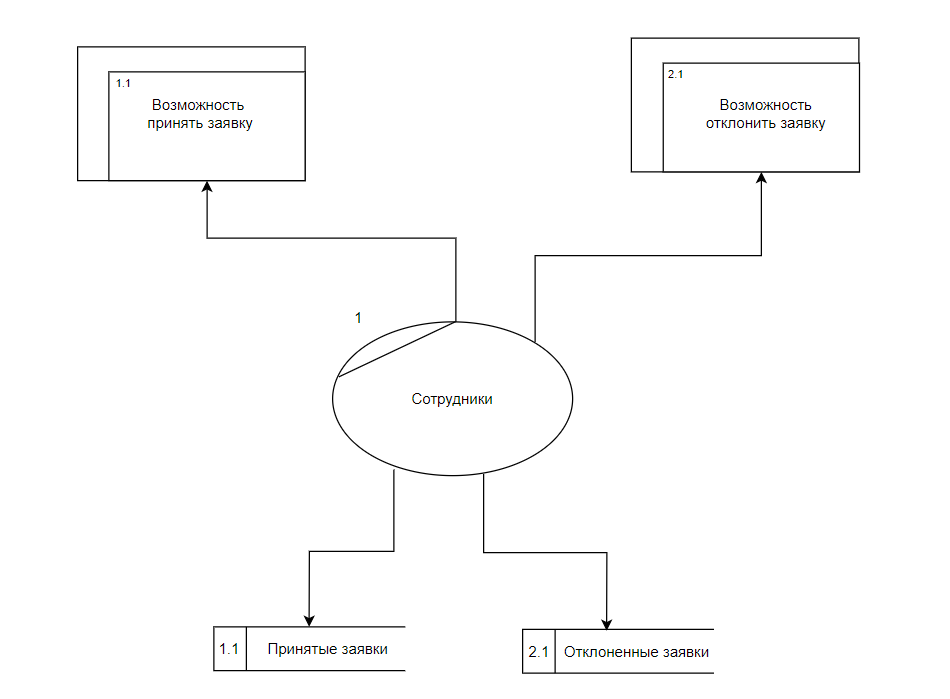 1.1
Возможность
принять заявку
2.1
Возможность
отклонить заявку
1
Сотрудники
1.1 Принятые заявки
2.1 Отклоненные заявки